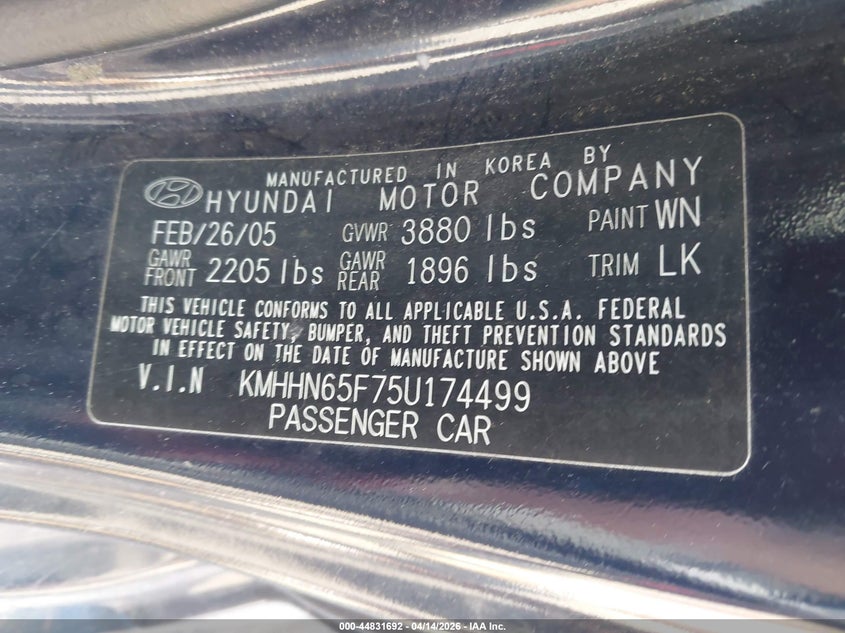 MANUFACTURED IN KOREA BY
HYUNDAI MOTOR COMPANY
FEB/26/05 GVWR 3880 lbs PAINT WN
GAWR FRONT 2205 lbs GAWR REAR 1896 lbs TRIM LK
THIS VEHICLE CONFORMS TO ALL APPLICABLE U.S.A. FEDERAL
MOTOR VEHICLE SAFETY, BUMPER, AND THEFT PREVENTION STANDARDS
IN EFFECT ON THE DATE OF MANUFACTURE SHOWN ABOVE
V.I.N KMHHN65F75U174499
PASSENGER CAR
000-44831692 - 04/14/2026 - IAA Inc.